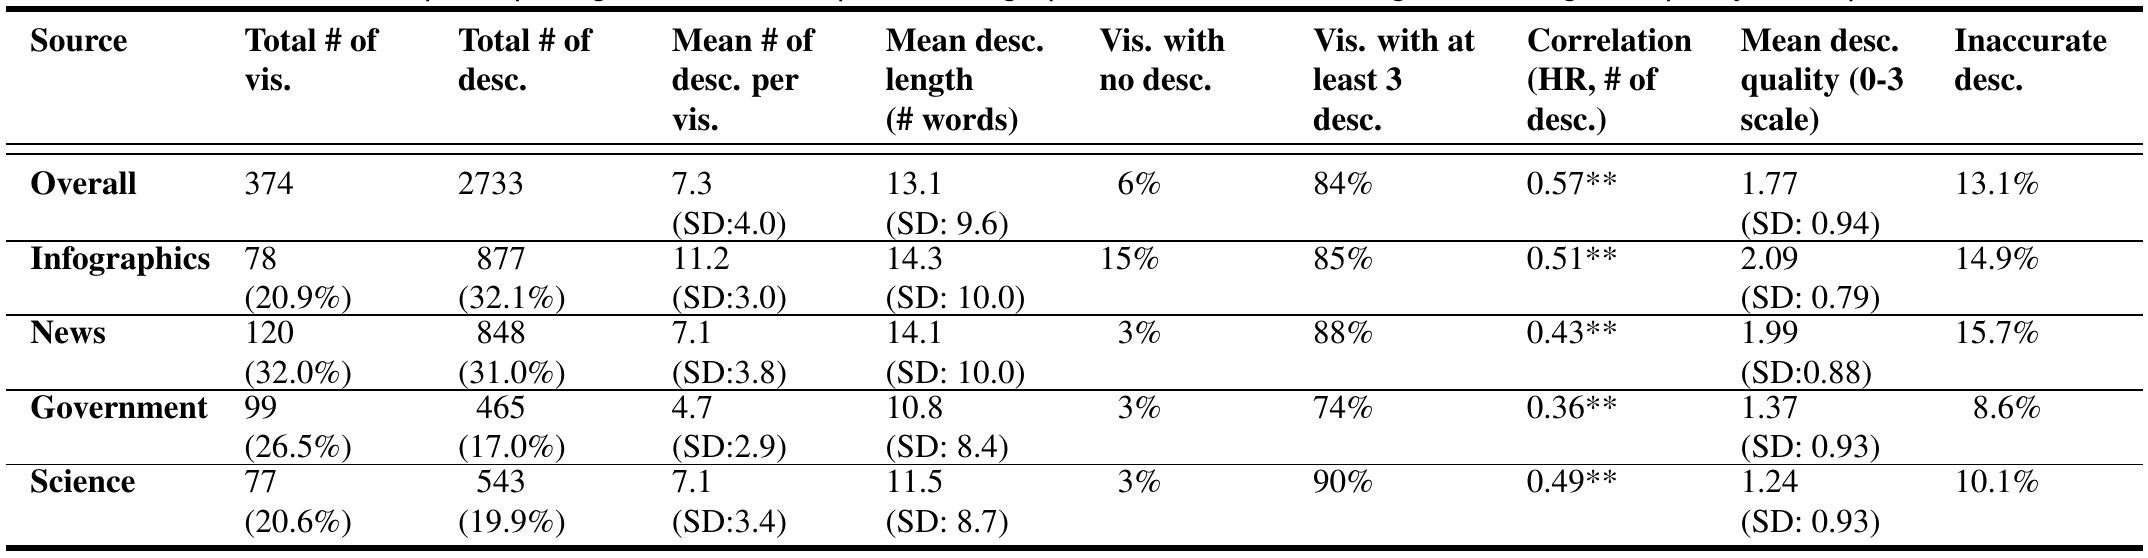 Source Total # of vis. Total # of desc. Mean # of desc. per vis. Mean desc. length (# words) Vis. with no desc. Vis. with at least 3 desc. Correlation (HR, # of desc.) Mean desc. quality (0-3 scale) Inaccurate desc.
Overall 374 2733 7.3 13.1 6% 84% 0.57** 1.77 13.1%
(SD:4.0) (SD: 9.6) (SD: 0.94)
Infographics 78 877 11.2 14.3 15% 85% 0.51** 2.09 14.9%
(20.9%) (32.1%) (SD:3.0) (SD: 10.0) (SD: 0.79)
News 120 848 7.1 14.1 3% 88% 0.43** 1.99 15.7%
(32.0%) (31.0%) (SD:3.8) (SD: 10.0) (SD:0.88)
Government 99 465 4.7 10.8 3% 74% 0.36** 1.37 8.6%
(26.5%) (17.0%) (SD:2.9) (SD: 8.4) (SD: 0.93)
Science 77 543 7.1 11.5 3% 90% 0.49** 1.24 10.1%
(20.6%) (19.9%) (SD:3.4) (SD: 8.7) (SD: 0.93)